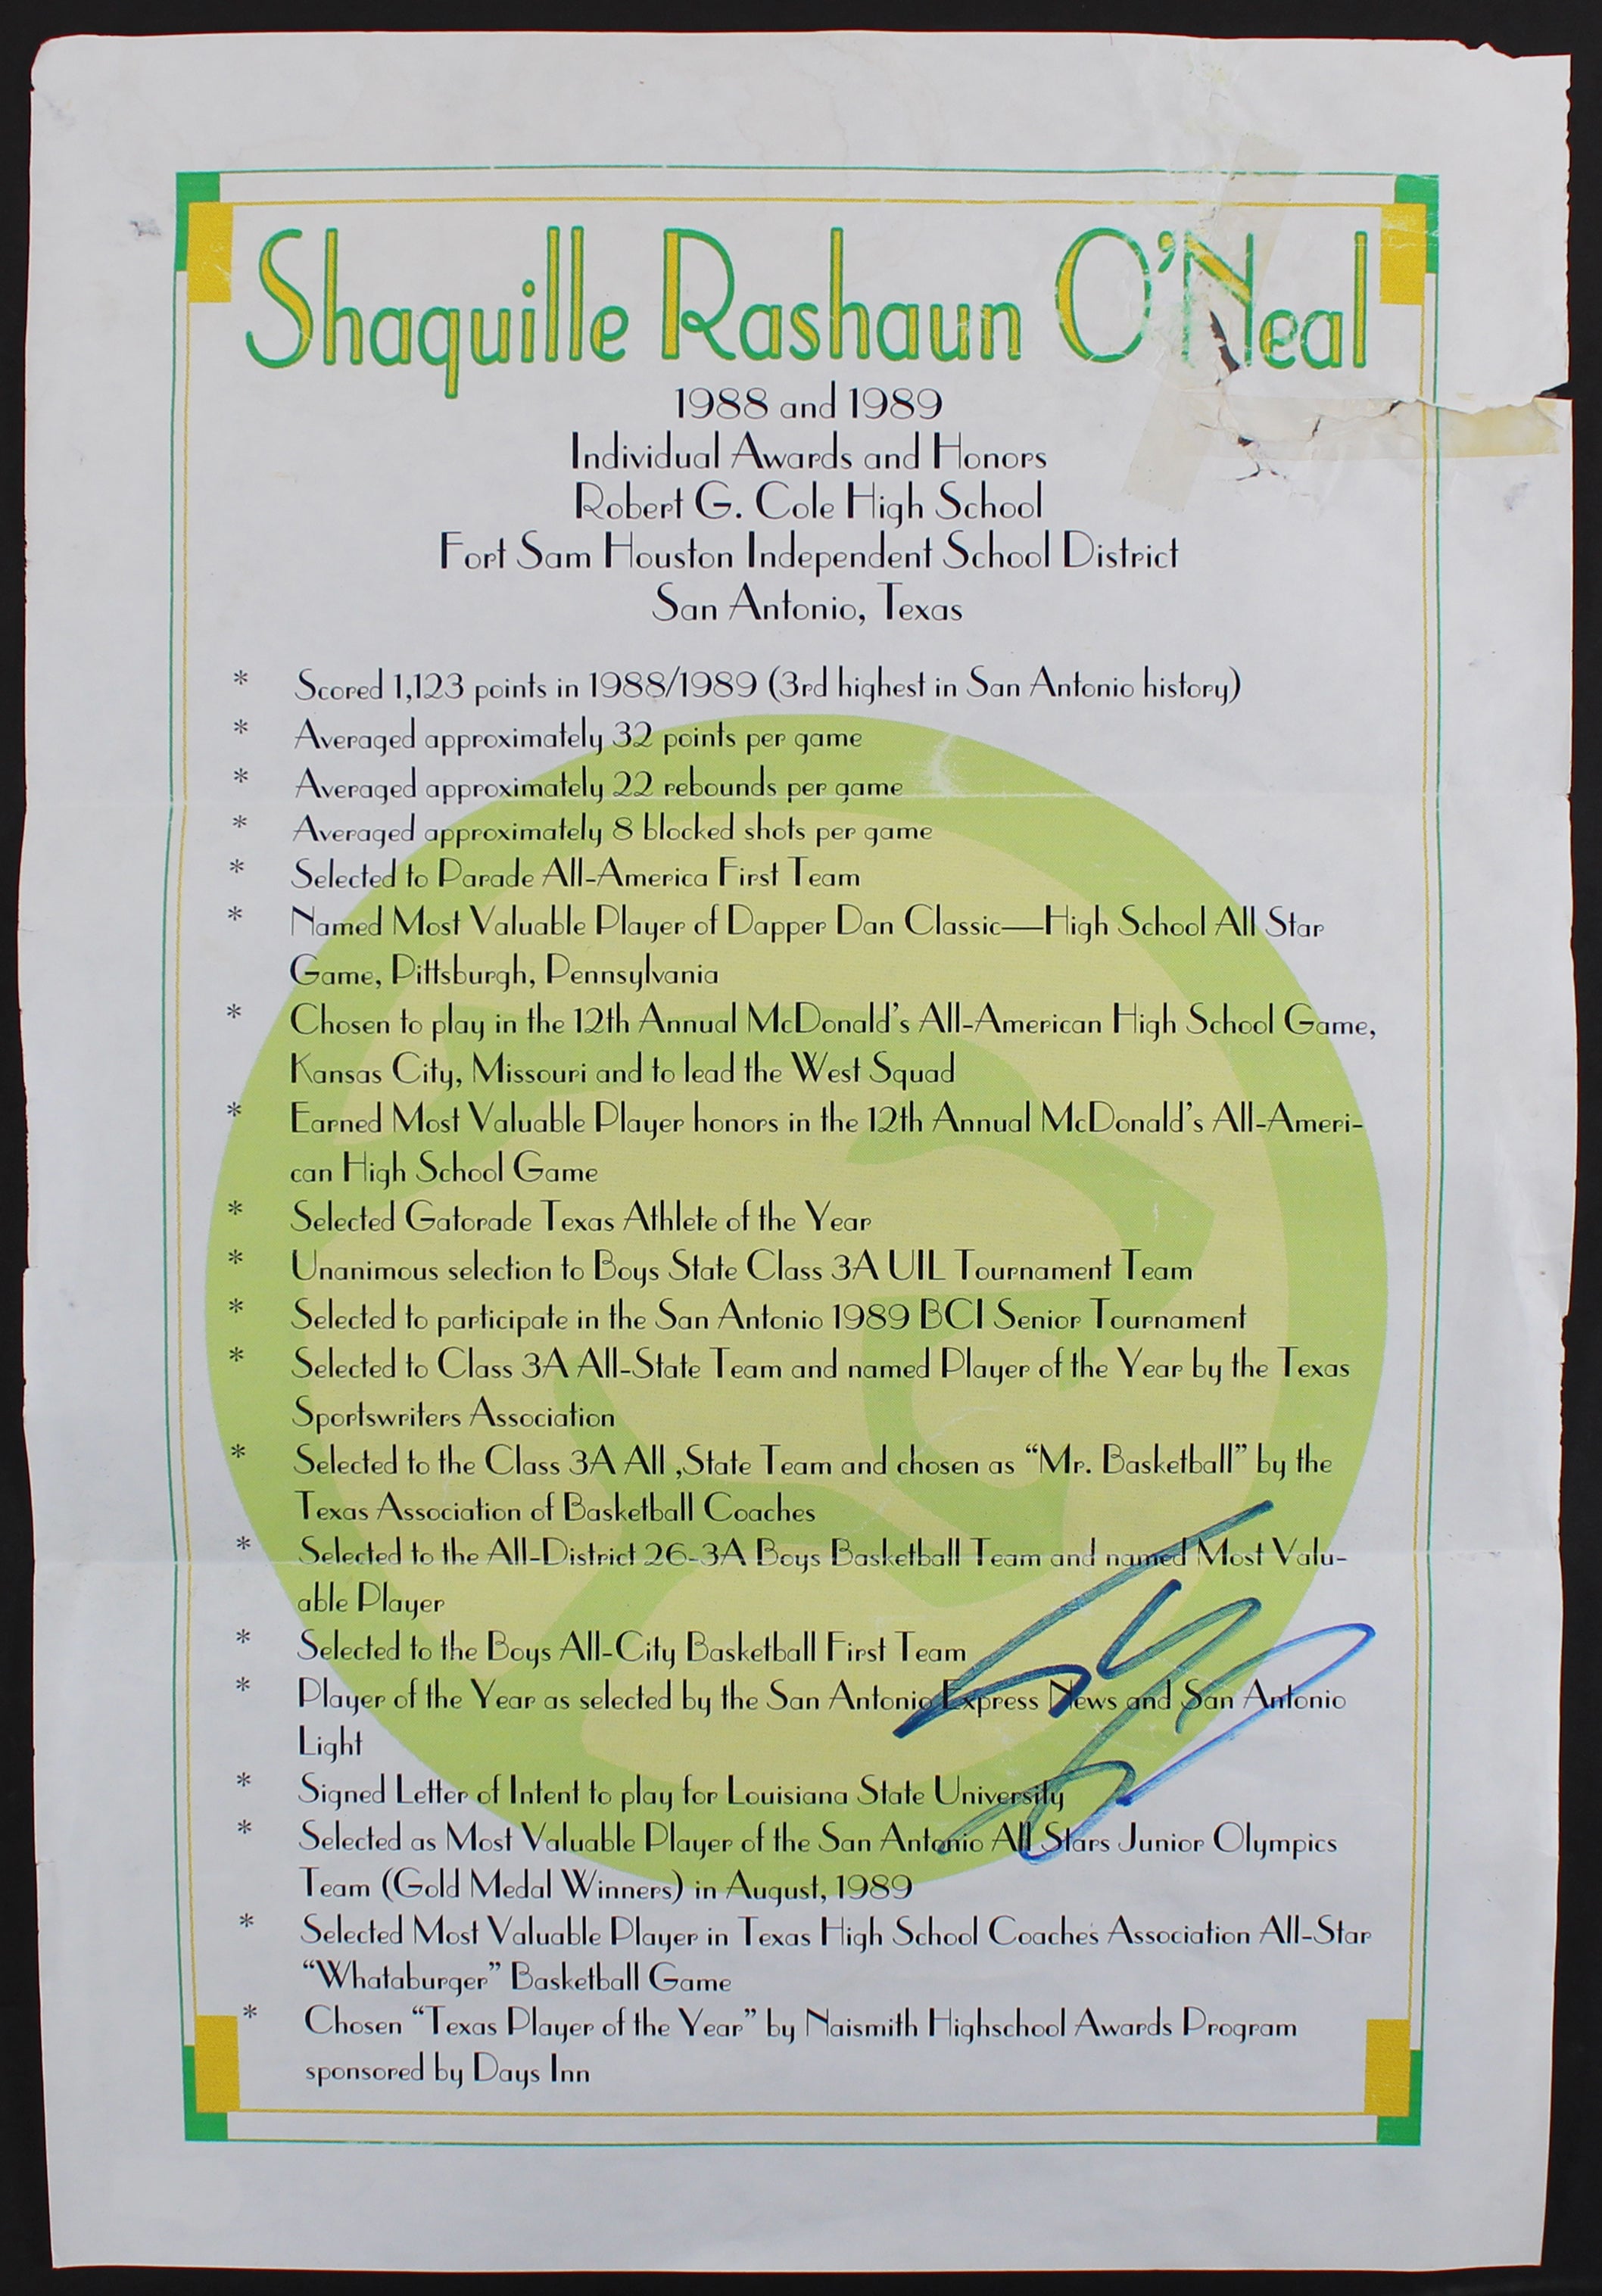 Shaquille Rashaun O'Neal
1988 and 1989
Individual Awards and Honors
Robert G. Cole High School
Fort Sam Houston Independent School District
San Antonio, Texas
* Scored 1,123 points in 1988/1989 (3rd highest in San Antonio history)
* Averaged approximately 32 points per game
* Averaged approximately 22 rebounds per game
* Averaged approximately 8 blocked shots per game
* Selected to Parade All-America First Team
* Named Most Valuable Player of Dapper Dan Classic—High School All Star
Game, Pittsburgh, Pennsylvania
* Chosen to play in the 12th Annual McDonald's All-American High School Game,
Kansas City, Missouri and to lead the West Squad
* Earned Most Valuable Player honors in the 12th Annual McDonald's All-Ameri-
can High School Game
* Selected Gatorade Texas Athlete of the Year
* Unanimous selection to Boys State Class 3A UIL Tournament Team
* Selected to participate in the San Antonio 1989 BCI Senior Tournament
* Selected to Class 3A All-State Team and named Player of the Year by the Texas
Sportswriters Association
* Selected to the Class 3A All ,State Team and chosen as “Mr. Basketball” by the
Texas Association of Basketball Coaches
* Selected to the All-District 26-3A Boys Basketball Team and named Most Valu-
able Player
* Selected to the Boys All-City Basketball First Team
* Player of the Year as selected by the San Antonio Express News and San Antonio
Light
* Signed Letter of Intent to play for Louisiana State University
* Selected as Most Valuable Player of the San Antonio All Stars Junior Olympics
Team (Gold Medal Winners) in August, 1989
* Selected Most Valuable Player in Texas High School Coaches Association All-Star
“Whataburger” Basketball Game
* Chosen “Texas Player of the Year” by Naismith Highschool Awards Program
sponsored by Days Inn